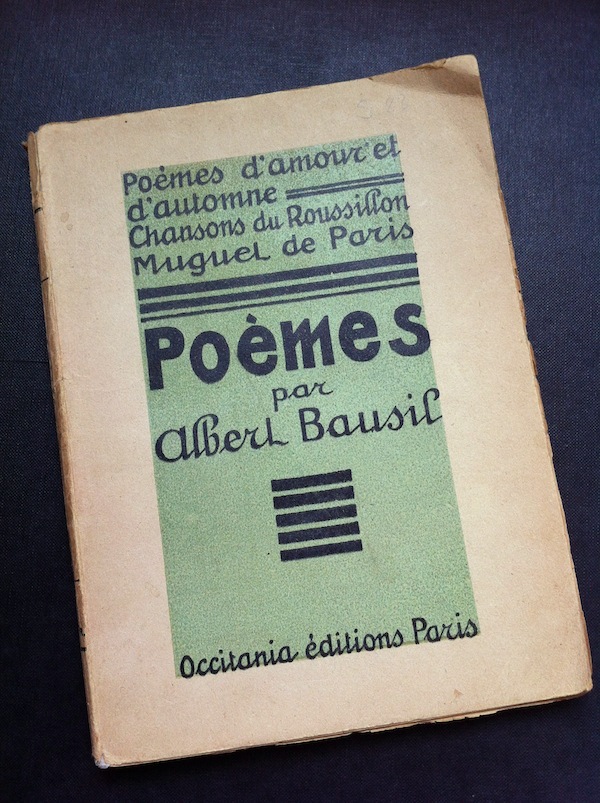 Poèmes d'amour et
d'automne
Chansons du Roussillon
Muguet de Paris
Poèmes
par
Albert Bausil
Occitania éditions Paris